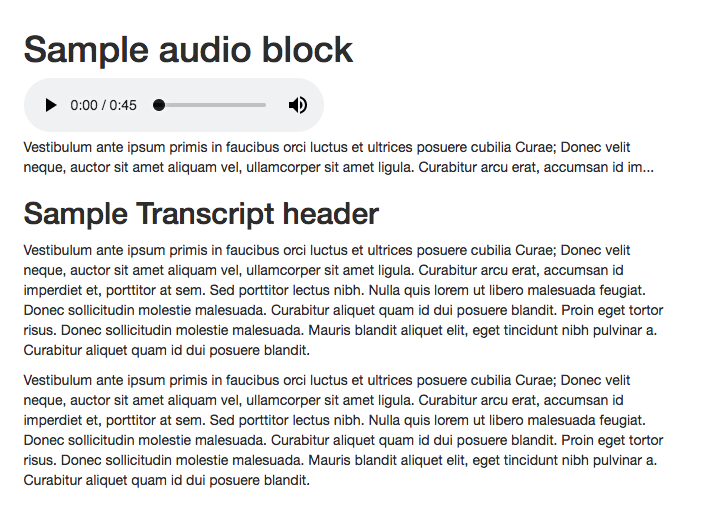 Sample audio block
0:00 / 0:45
Vestibulum ante ipsum primis in faucibus orci luctus et ultrices posuere cubilia Curae; Donec velit
neque, auctor sit amet aliquam vel, ullamcorper sit amet ligula. Curabitur arcu erat, accumsan id im...
Sample Transcript header
Vestibulum ante ipsum primis in faucibus orci luctus et ultrices posuere cubilia Curae; Donec velit
neque, auctor sit amet aliquam vel, ullamcorper sit amet ligula. Curabitur arcu erat, accumsan id
imperdiet et, porttitor at sem. Sed porttitor lectus nibh. Nulla quis lorem ut libero malesuada feugiat.
Donec sollicitudin molestie malesuada. Curabitur aliquet quam id dui posuere blandit. Proin eget tortor
risus. Donec sollicitudin molestie malesuada. Mauris blandit aliquet elit, eget tincidunt nibh pulvinar a.
Curabitur aliquet quam id dui posuere blandit.
Vestibulum ante ipsum primis in faucibus orci luctus et ultrices posuere cubilia Curae; Donec velit
neque, auctor sit amet aliquam vel, ullamcorper sit amet ligula. Curabitur arcu erat, accumsan id
imperdiet et, porttitor at sem. Sed porttitor lectus nibh. Nulla quis lorem ut libero malesuada feugiat.
Donec sollicitudin molestie malesuada. Curabitur aliquet quam id dui posuere blandit. Proin eget tortor
risus. Donec sollicitudin molestie malesuada. Mauris blandit aliquet elit, eget tincidunt nibh pulvinar a.
Curabitur aliquet quam id dui posuere blandit.